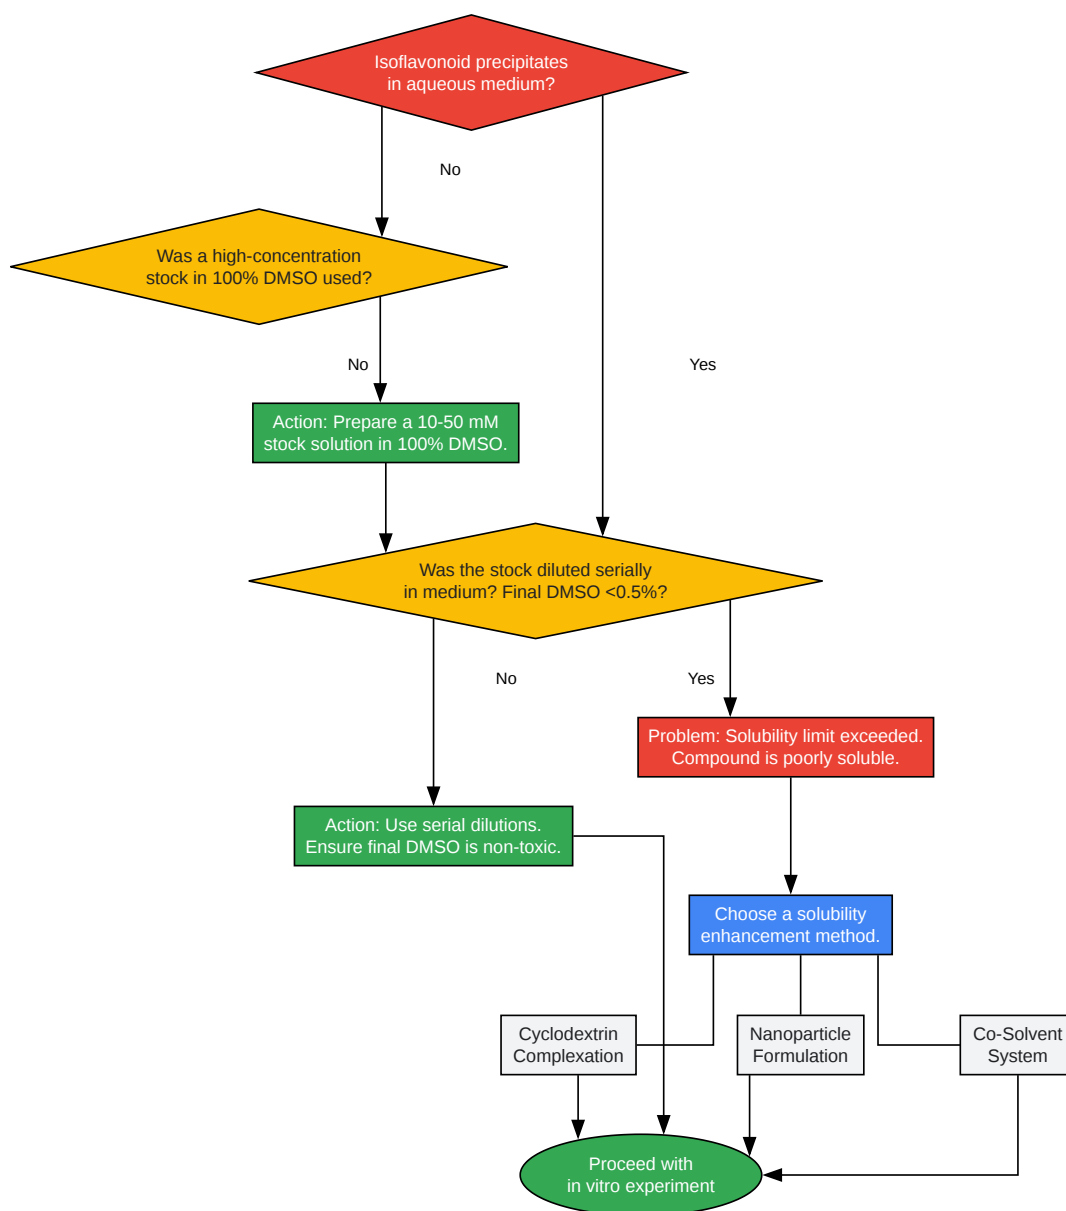 Isoflavonoid precipitates
in aqueous medium?
No
Was a high-concentration
stock in 100% DMSO used?
No
Yes
Action: Prepare a 10-50 mM
stock solution in 100% DMSO.
Was the stock diluted serially
in medium? Final DMSO <0.5%?
No
Yes
Problem: Solubility limit exceeded.
Compound is poorly soluble.
Action: Use serial dilutions.
Ensure final DMSO is non-toxic.
Choose a solubility
enhancement method.
Cyclodextrin
Complexation
Nanoparticle
Formulation
Co-Solvent
System
Proceed with
in vitro experiment